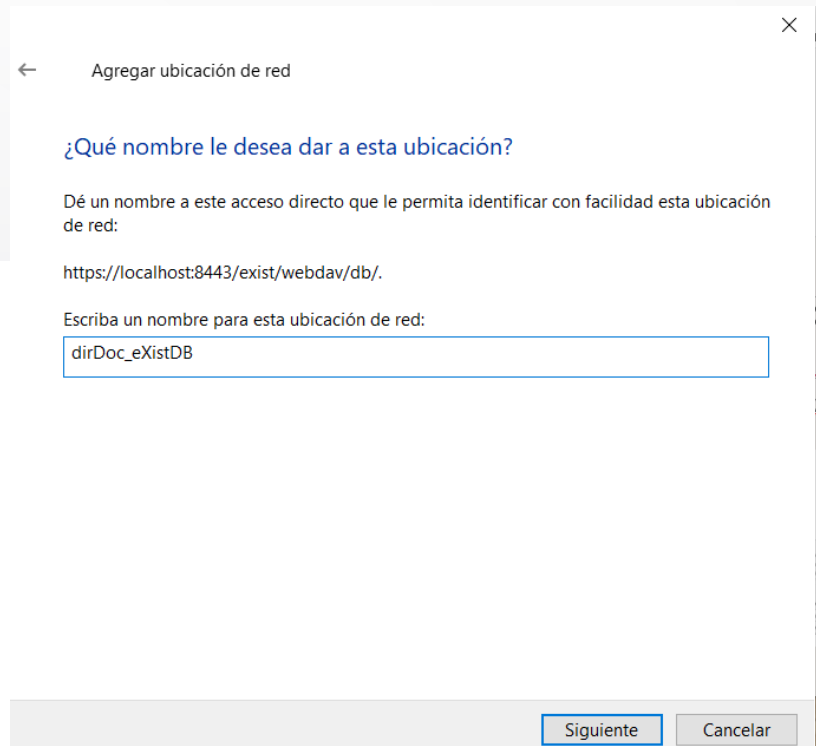 Agregar ubicación de red
¿Qué nombre le desea dar a esta ubicación?
Dé un nombre a este acceso directo que le permita identificar con facilidad esta ubicación
de red:
https://localhost:8443/exist/webdav/db/.
Escriba un nombre para esta ubicación de red:
dirDoc_eXistDB
Siguiente
Cancelar